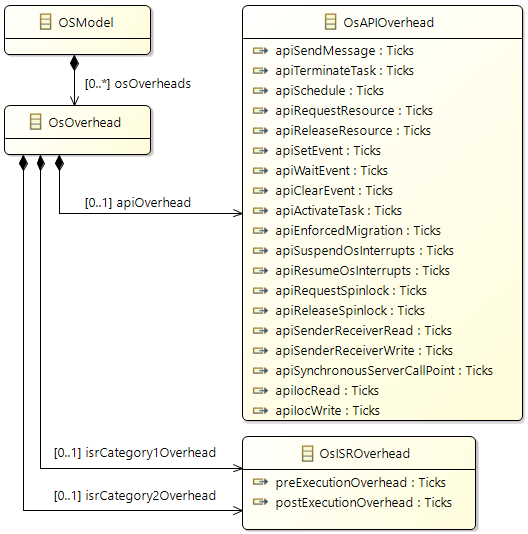 OSModel
[0..*] osOverheads
OsOverhead
[0..1] apiOverhead
OsAPIOverhead
apiSendMessage : Ticks
apiTerminateTask : Ticks
apiSchedule : Ticks
apiRequestResource : Ticks
apiReleaseResource : Ticks
apiSetEvent : Ticks
apiWaitEvent : Ticks
apiClearEvent : Ticks
apiActivateTask : Ticks
apiEnforcedMigration : Ticks
apiSuspendOsInterrupts : Ticks
apiResumeOsInterrupts : Ticks
apiRequestSpinlock : Ticks
apiReleaseSpinlock : Ticks
apiSenderReceiverRead : Ticks
apiSenderReceiverWrite : Ticks
apiSynchronousServerCallPoint : Ticks
apiIocRead : Ticks
apiIocWrite : Ticks
[0..1] isrCategory1Overhead
[0..1] isrCategory2Overhead
OsISROverhead
preExecutionOverhead : Ticks
postExecutionOverhead : Ticks